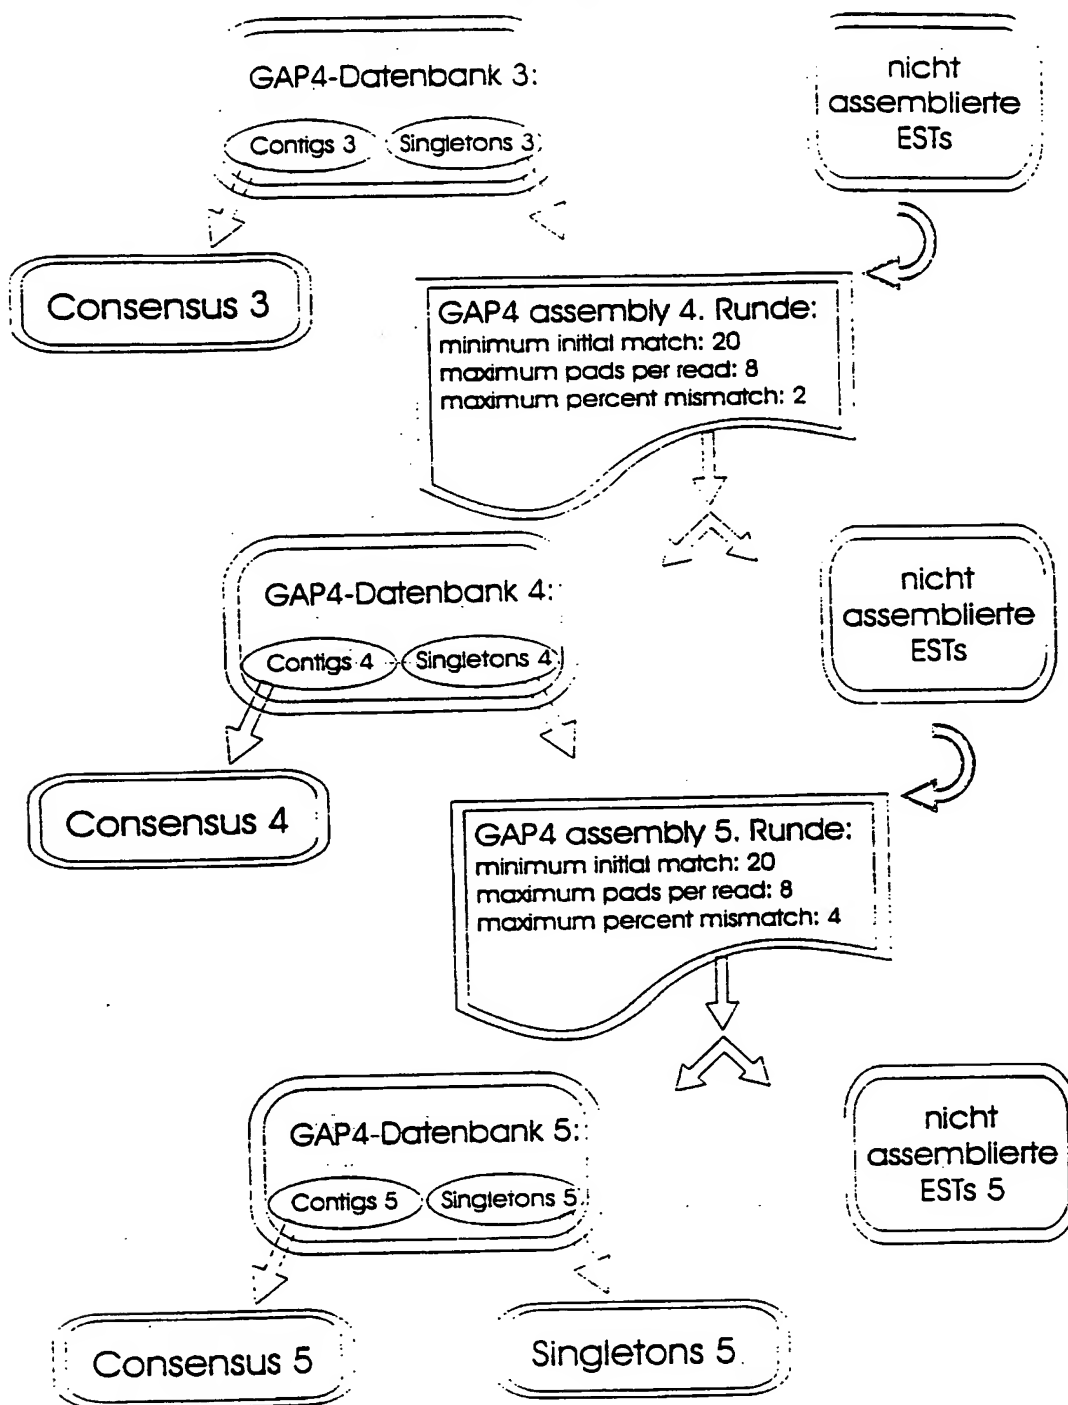 GAP4-Datenbank 3:
Contigs 3
Singletons 3
nicht
assemblierte
ESTs
Consensus 3
GAP4 assembly 4. Runde:
minimum initial match: 20
maximum pads per read: 8
maximum percent mismatch: 2
GAP4-Datenbank 4:
Contigs 4
Singletons 4
nicht
assemblierte
ESTs
Consensus 4
GAP4 assembly 5. Runde:
minimum initial match: 20
maximum pads per read: 8
maximum percent mismatch: 4
GAP4-Datenbank 5:
Contigs 5
Singletons 5
nicht
assemblierte
ESTs 5
Consensus 5
Singletons 5